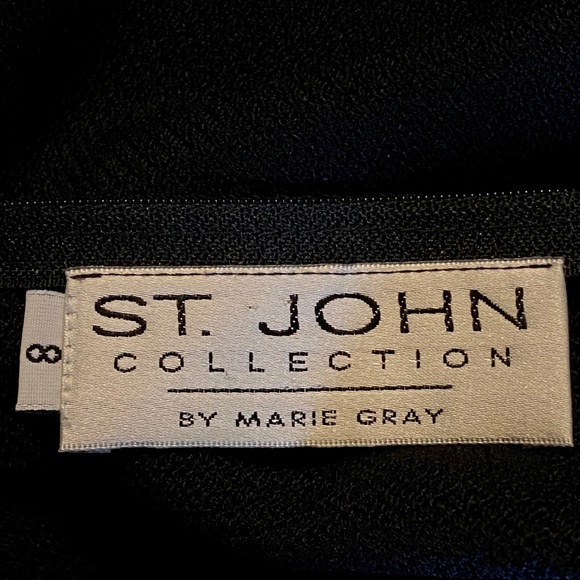 ST. JOHN
COLLECTION
BY MARIE GRAY
8